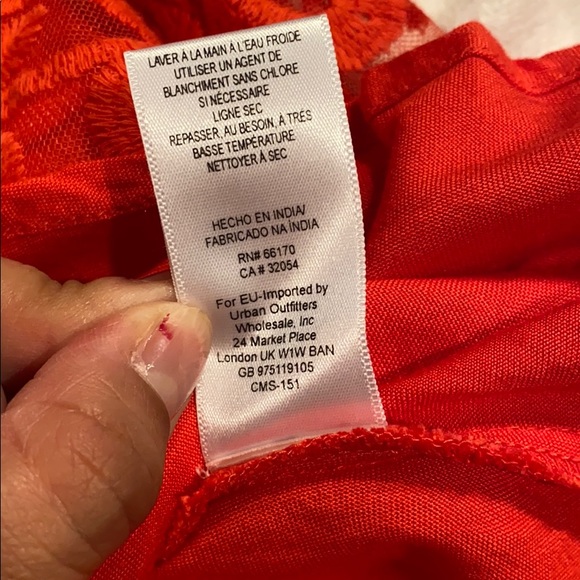 LAVER À LA MAIN À L'EAU FROIDE
UTILISER UN AGENT DE
BLANCHIMENT SANS CHLORE
SI NÉCESSAIRE
LIGNE SEC
REPASSER, AU BESOIN, À TRÈS
BASSE TEMPÉRATURE
NETTOYER À SEC
HECHO EN INDIA/
FABRICADO NA ÍNDIA
RN# 66170
CA # 32054
For EU-Imported by
Urban Outfitters
Wholesale, Inc
24 Market Place
London UK W1W BAN
GB 975119105
CMS-151